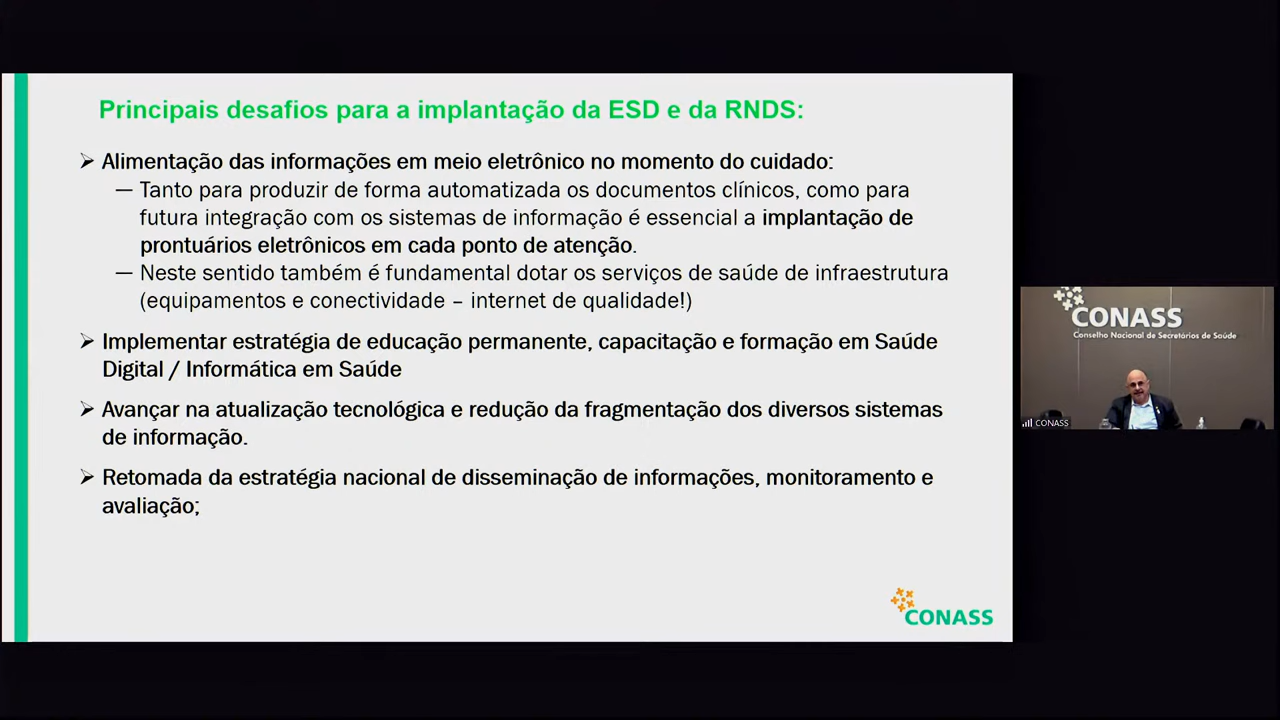 Principais desafios para a implantação da ESD e da RNDS:
➢ Alimentação das informações em meio eletrônico no momento do cuidado:
— Tanto para produzir de forma automatizada os documentos clínicos, como para
futura integração com os sistemas de informação é essencial a implantação de
prontuários eletrônicos em cada ponto de atenção.
— Neste sentido também é fundamental dotar os serviços de saúde de infraestrutura
(equipamentos e conectividade – internet de qualidade!)
➢ Implementar estratégia de educação permanente, capacitação e formação em Saúde
Digital / Informática em Saúde
➢ Avançar na atualização tecnológica e redução da fragmentação dos diversos sistemas
de informação.
➢ Retomada da estratégia nacional de disseminação de informações, monitoramento e
avaliação;
CONASS
CONASS
Conselho Nacional de Secretários de Saúde
CONASS